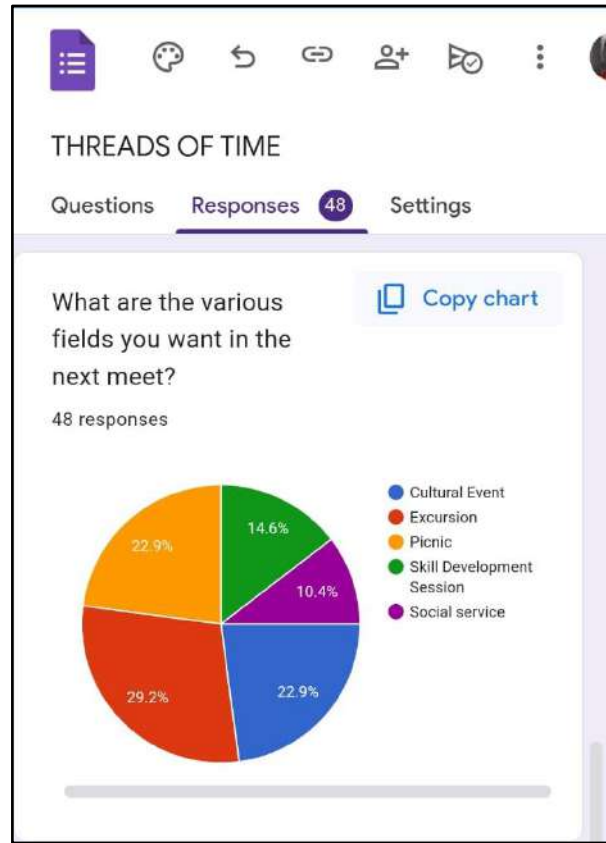 THREADS OF TIME
Questions
Responses 48
Settings
What are the various
fields you want in the
next meet?
Copy chart
48 responses
14.6%
22.9%
10.4%
29.2%
22.9%
Cultural Event
Excursion
Picnic
Skill Development
Session
Social service